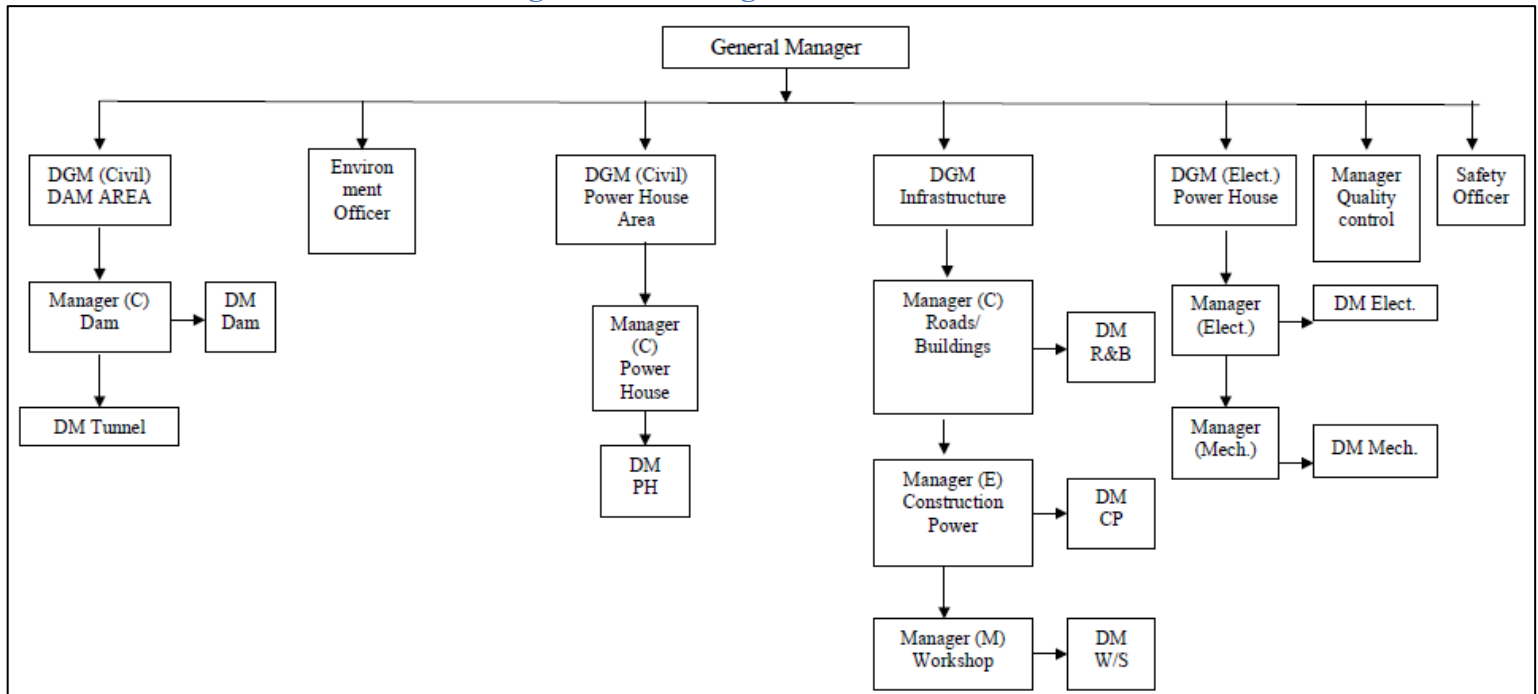 General Manager
DGM (Civil)
DAM AREA
Environ
ment
Officer
DGM (Civil)
Power House
Area
DGM
Infrastructure
DGM (Elect.)
Power House
Manager
Quality
control
Safety
Officer
Manager (C)
Dam
DM
Dam
DM Tunnel
Manager
(C)
Power
House
DM
PH
Manager (C)
Roads/
Buildings
DM
R&B
Manager (E)
Construction
Power
DM
CP
Manager (M)
Workshop
DM
W/S
Manager
(Elect.)
DM Elect.
Manager
(Mech.)
DM Mech.